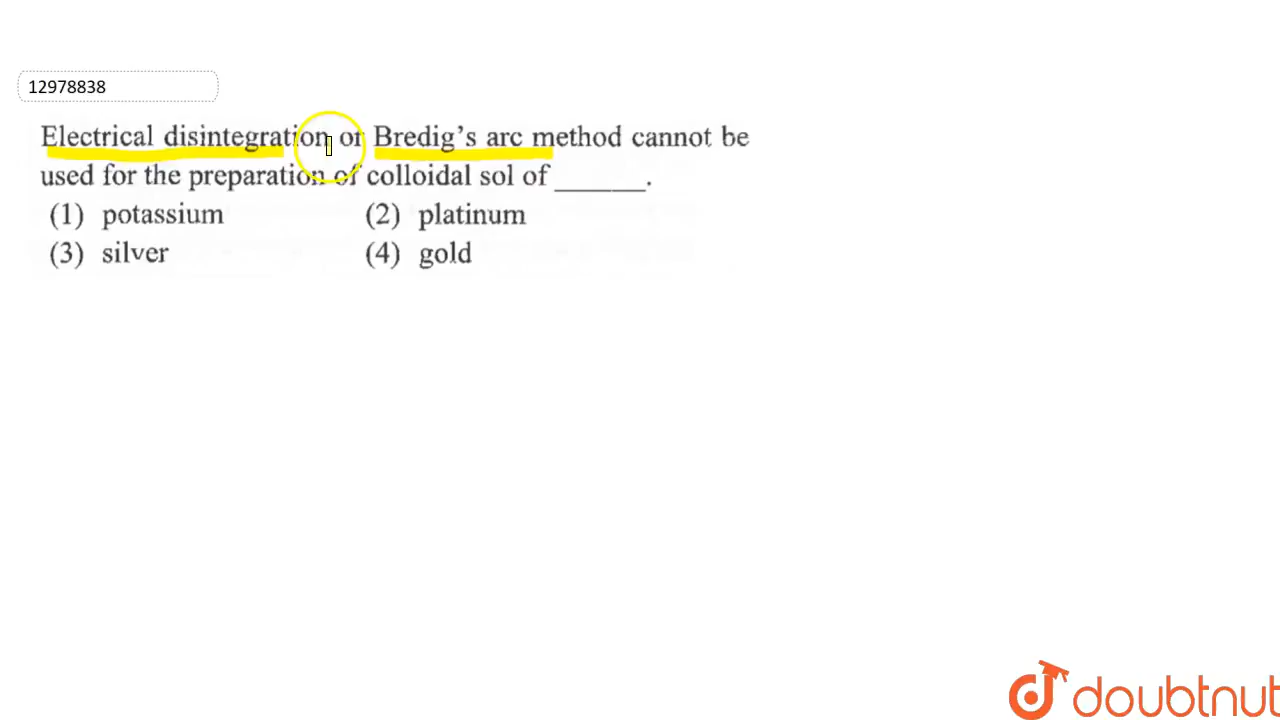 12978838
Electrical disintegration or Bredig's arc method cannot be
used for the preparation of colloidal sol of ______.
(1) potassium (2) platinum
(3) silver (4) gold
doubtnut